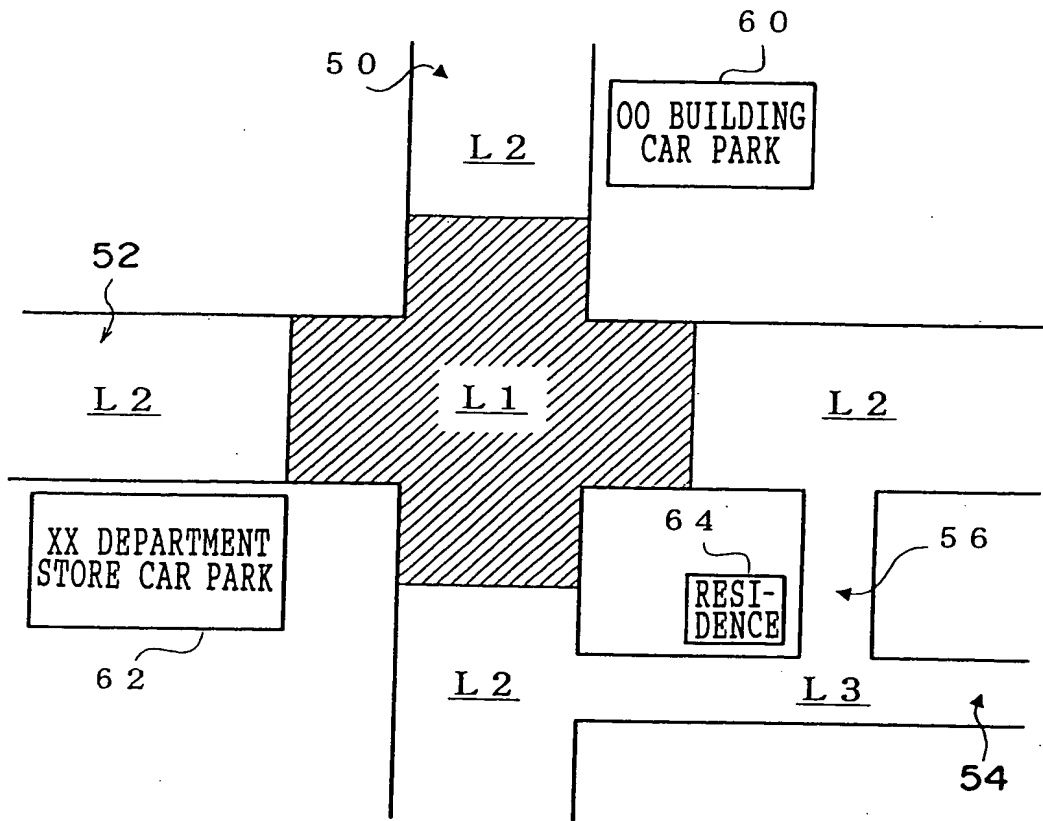 60
50
OO BUILDING
CAR PARK
L2
52
L2
L1
L2
64
56
XX DEPARTMENT
STORE CAR PARK
RESI-
DENCE
62
L2
L3
54